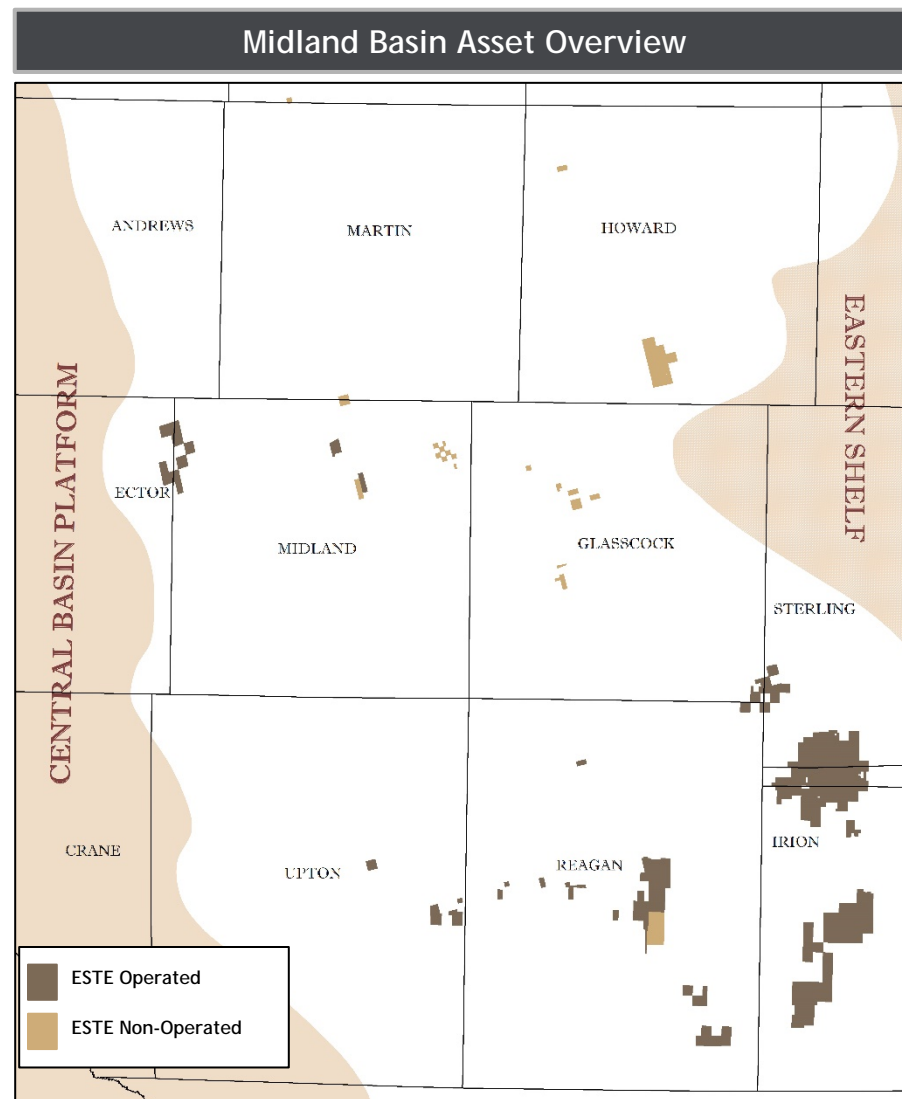 Midland Basin Asset Overview
ANDREWS
MARTIN
HOWARD
EASTERN SHELF
CENTRAL BASIN PLATFORM
ECTOR
MIDLAND
GLASSCOCK
STERLING
CRANE
UPTON
REAGAN
IRION
ESTE Operated
ESTE Non-Operated